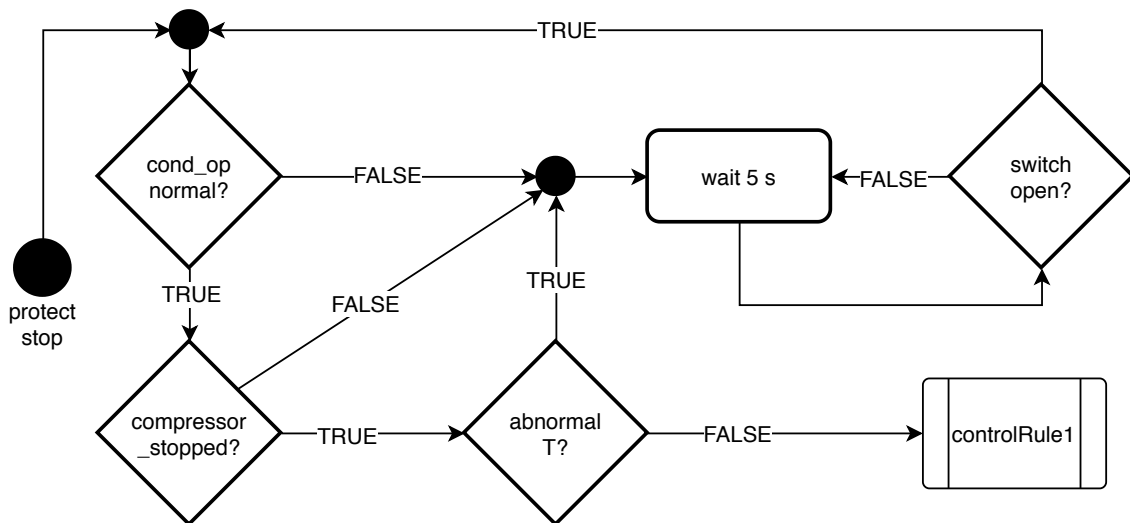 TRUE
cond_op
normal?
FALSE
wait 5 s
FALSE
switch
open?
TRUE
TRUE
protect
stop
FALSE
compressor
_stopped?
TRUE
abnormal
T?
FALSE
controlRule1